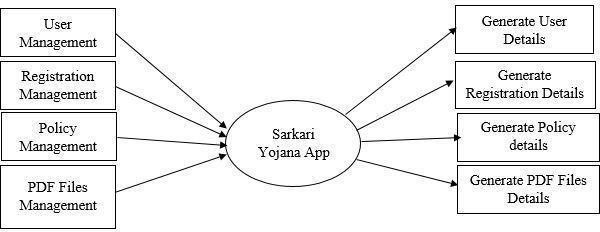 User
Management
Registration
Management
Policy
Management
PDF Files
Management
Sarkari
Yojana App
Generate User
Details
Generate
Registration Details
Generate Policy
details
Generate PDF Files
Details